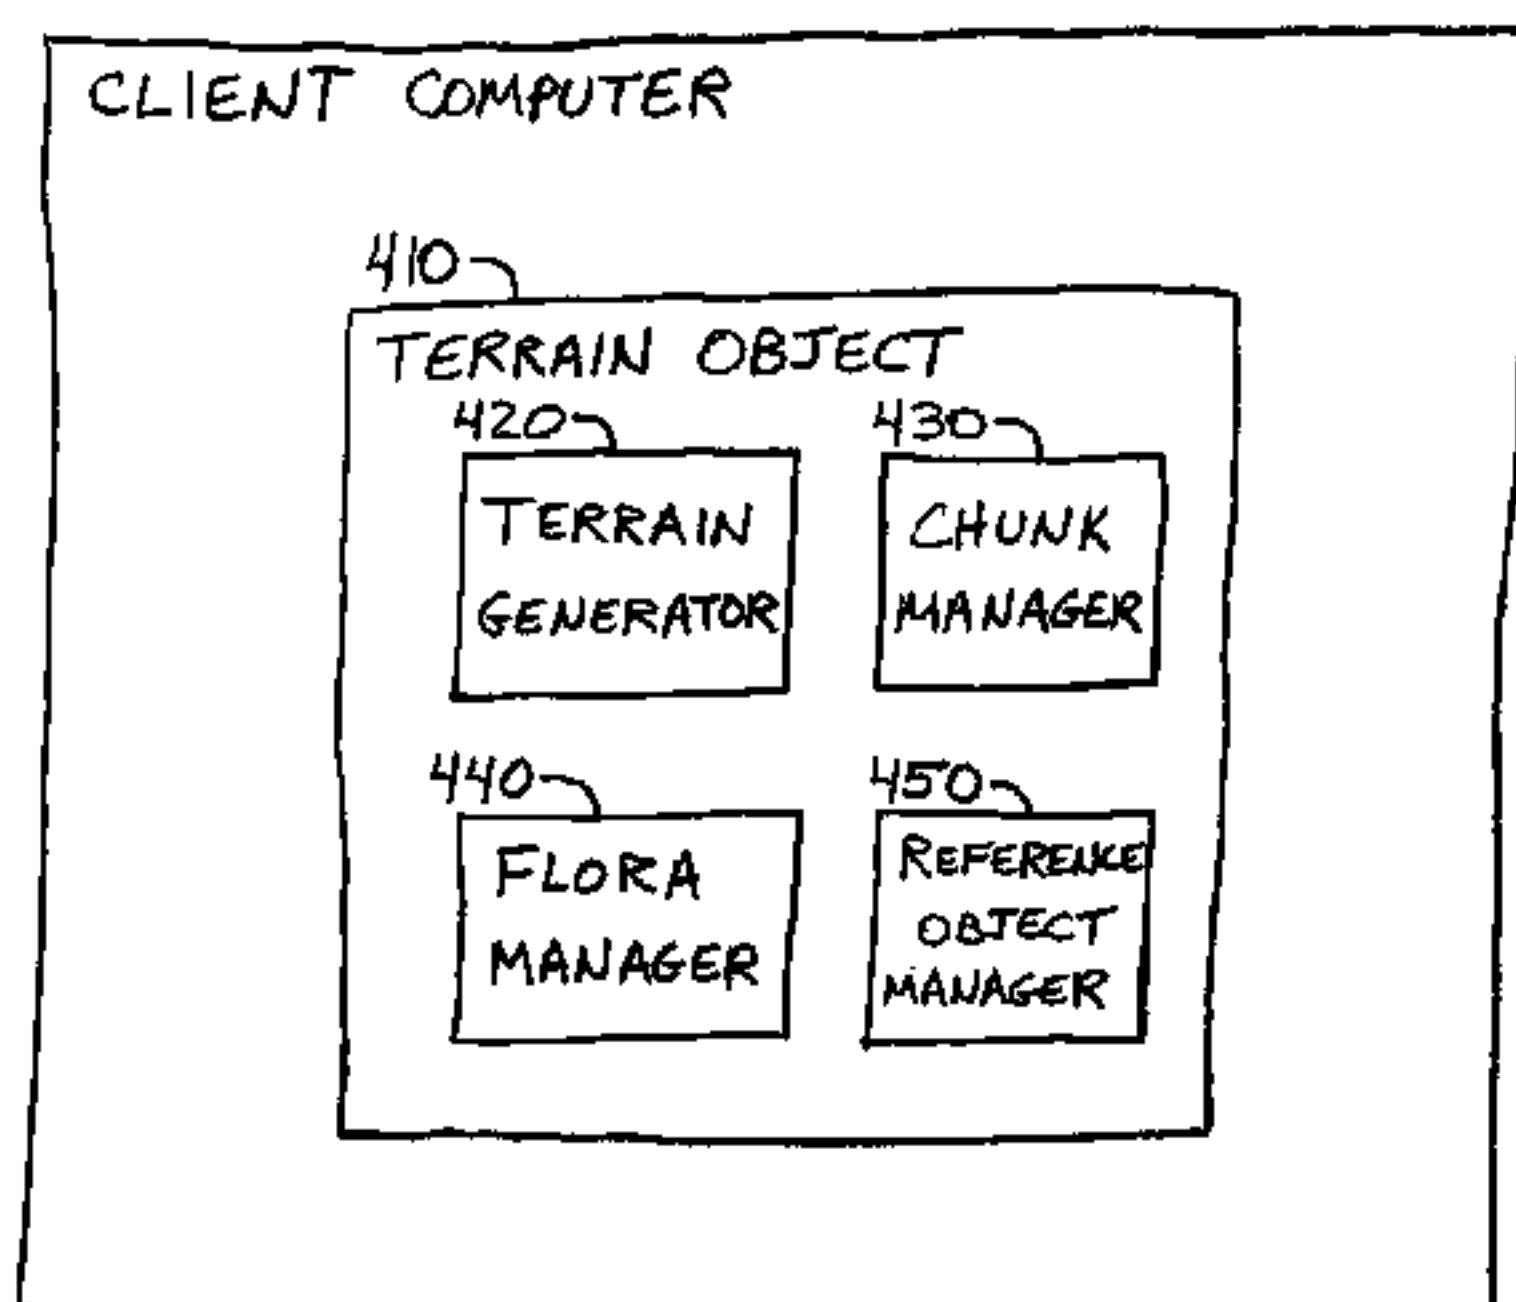 CLIENT COMPUTER
410
TERRAIN OBJECT
420
TERRAIN
GENERATOR
430
CHUNK
MANAGER
440
FLORA
MANAGER
450
REFERENCE
OBJECT
MANAGER